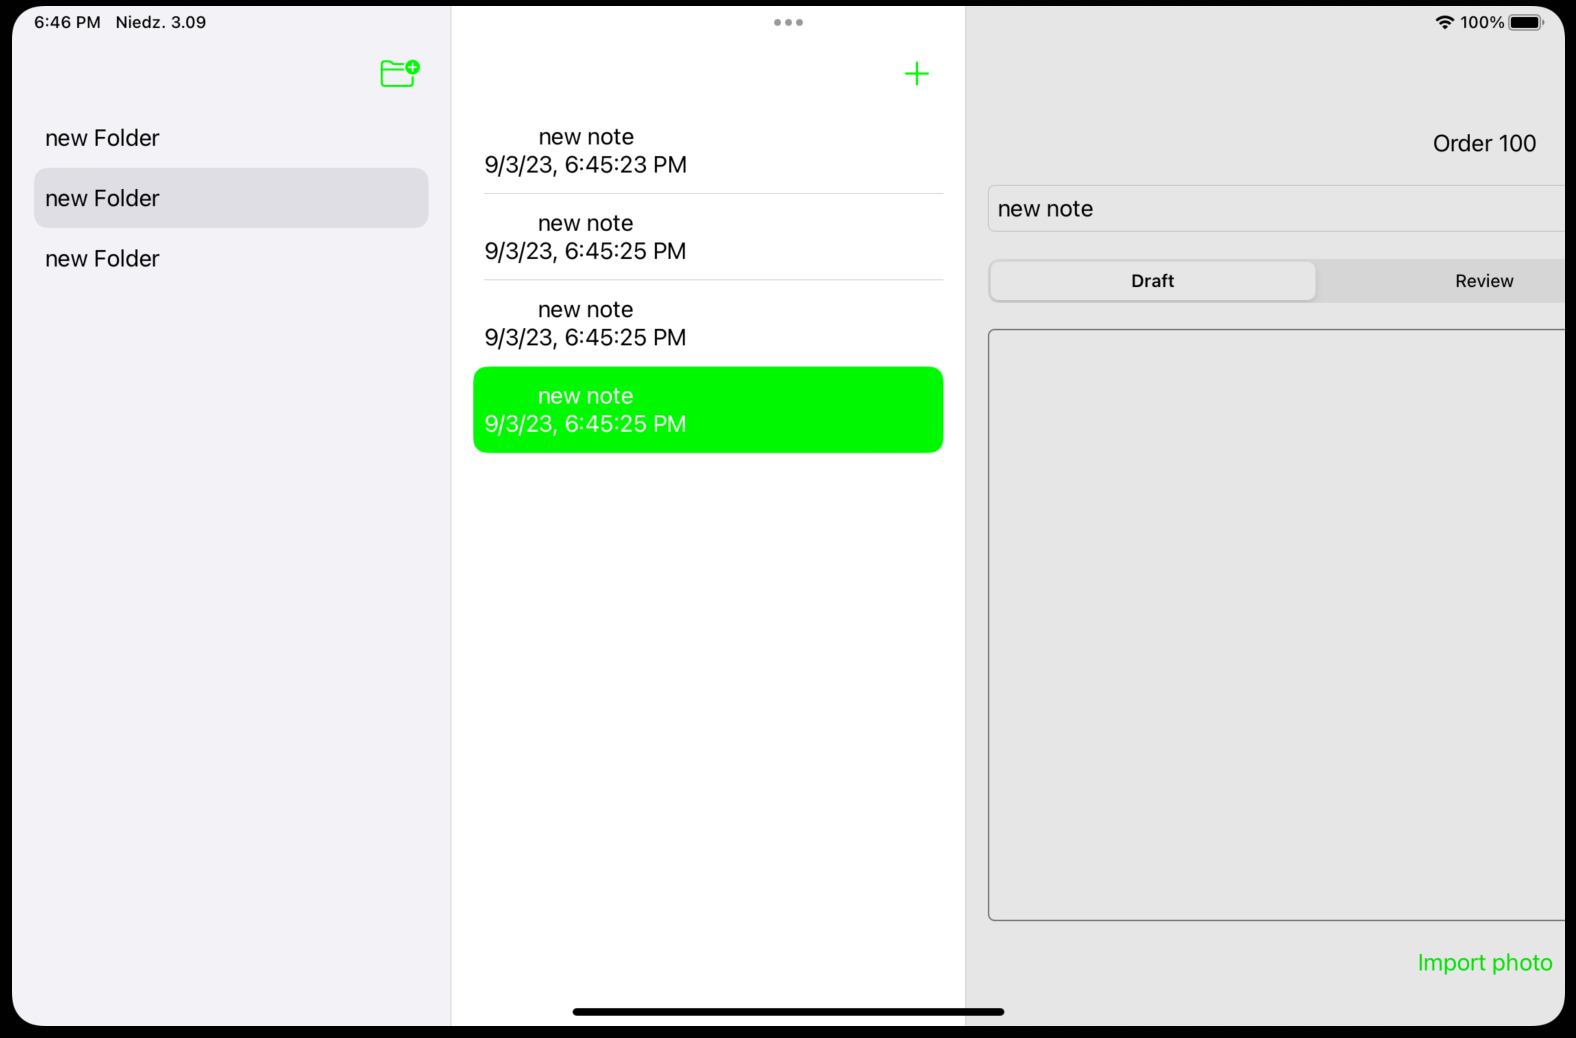 6:46 PM Niedz. 3.09
100%
new Folder
new Folder
new Folder
new note
9/3/23, 6:45:23 PM
new note
9/3/23, 6:45:25 PM
new note
9/3/23, 6:45:25 PM
new note
9/3/23, 6:45:25 PM
Order 100
new note
Draft Review
Import photo